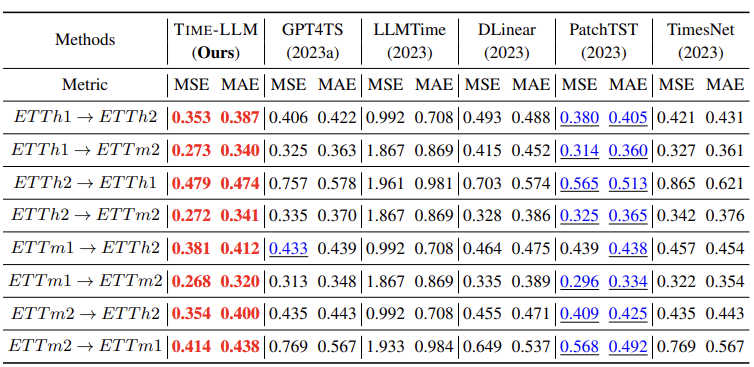 Methods TIME-LLM (Ours) GPT4TS (2023a) LLMTime (2023) DLinear (2023) PatchTST (2023) TimesNet (2023)
Metric MSE MAE MSE MAE MSE MAE MSE MAE MSE MAE MSE MAE
ETTh1 → ETTh2 0.353 0.387 0.406 0.422 0.992 0.708 0.493 0.488 0.380 0.405 0.421 0.431
ETTh1 → ETTm2 0.273 0.340 0.325 0.363 1.867 0.869 0.415 0.452 0.314 0.360 0.327 0.361
ETTh2 → ETTh1 0.479 0.474 0.757 0.578 1.961 0.981 0.703 0.574 0.565 0.513 0.865 0.621
ETTh2 → ETTm2 0.272 0.341 0.335 0.370 1.867 0.869 0.328 0.386 0.325 0.365 0.342 0.376
ETTm1 → ETTh2 0.381 0.412 0.433 0.439 0.992 0.708 0.464 0.475 0.439 0.438 0.457 0.454
ETTm1 → ETTm2 0.268 0.320 0.313 0.348 1.867 0.869 0.335 0.389 0.296 0.334 0.322 0.354
ETTm2 → ETTh2 0.354 0.400 0.435 0.443 0.992 0.708 0.455 0.471 0.409 0.425 0.435 0.443
ETTm2 → ETTm1 0.414 0.438 0.769 0.567 1.933 0.984 0.649 0.537 0.568 0.492 0.769 0.567